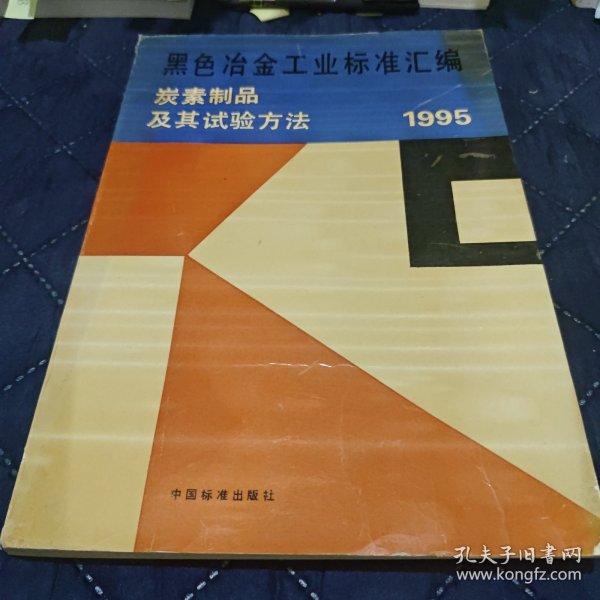 黑色冶金工业标准汇编
炭素制品
及其试验方法 1995
中国标准出版社
孔夫子旧书网
www.kongfz.com